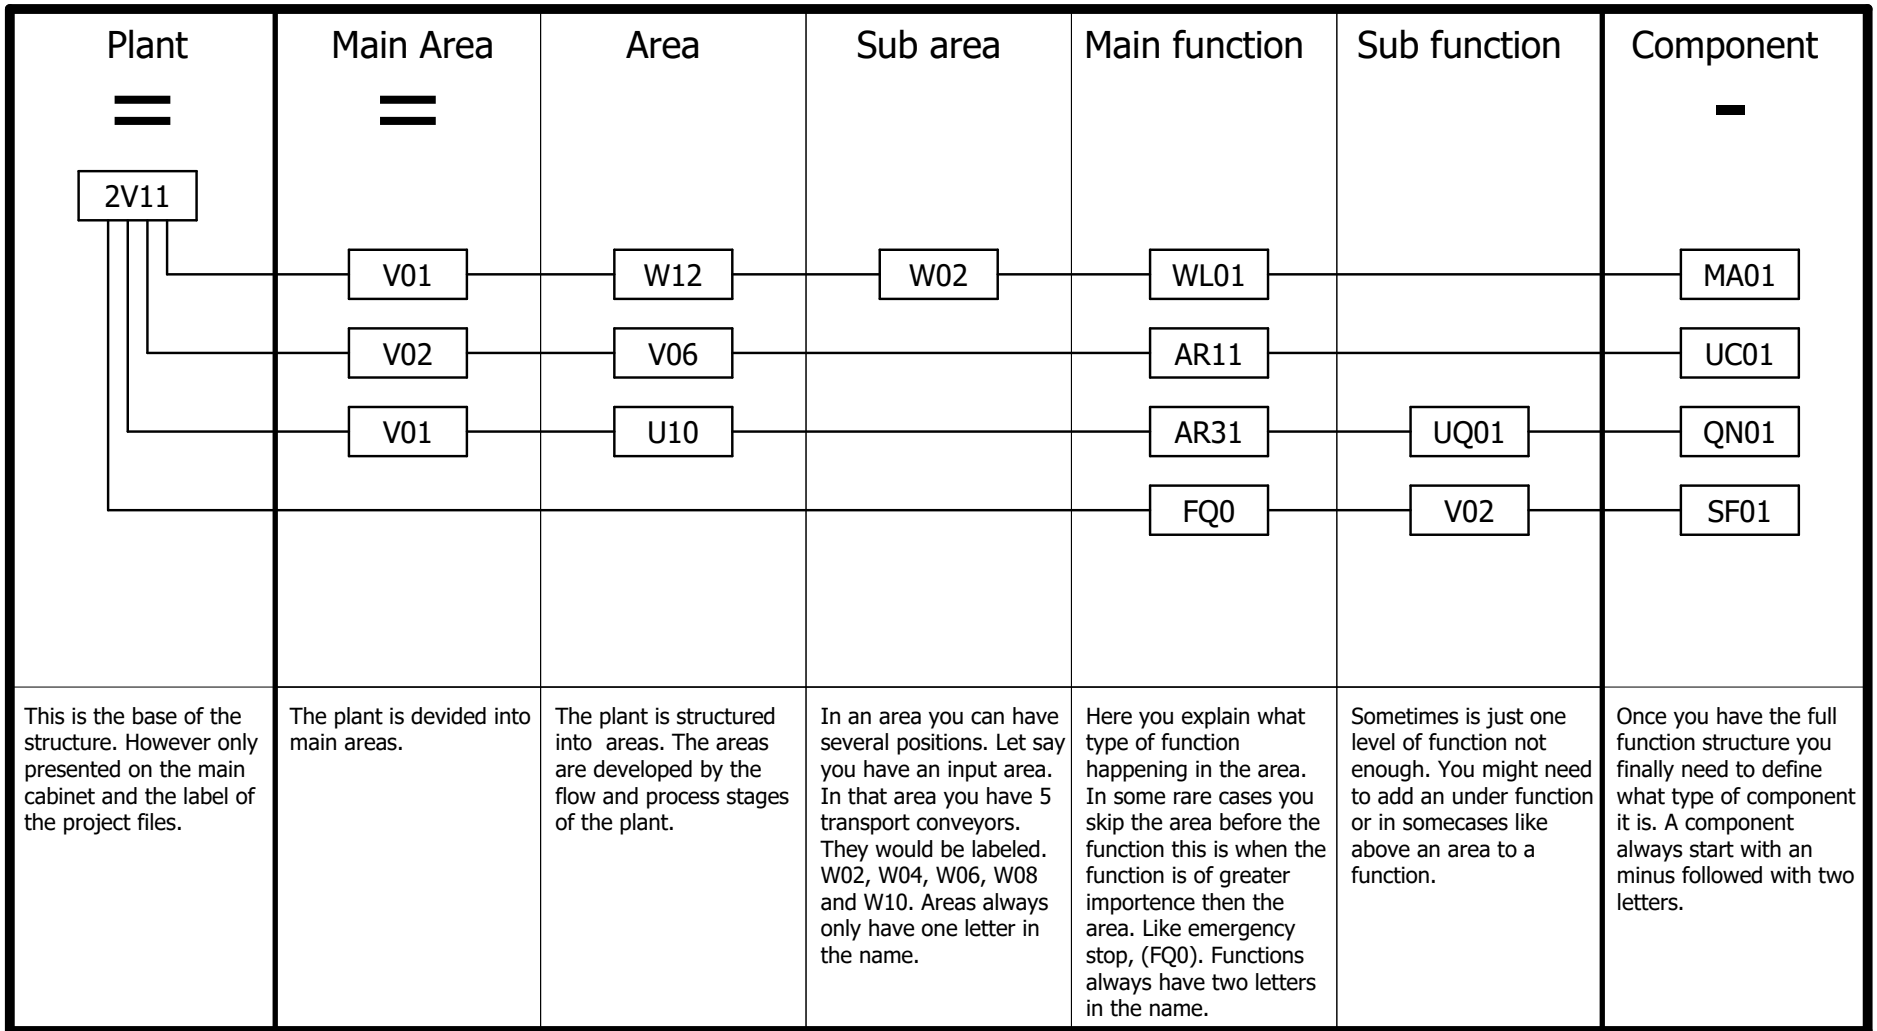 Plant
Main Area
Area
Sub area
Main function
Sub function
Component
=
=
-
2V11
V01
W12
W02
WL01
MA01
V02
V06
AR11
UC01
V01
U10
AR31
UQ01
QN01
FQ0
V02
SF01
This is the base of the
structure. However only
presented on the main
cabinet and the label of
the project files.
The plant is devided into
main areas.
The plant is structured
into  areas. The areas
are developed by the
flow and process stages
of the plant.
In an area you can have
several positions. Let say
you have an input area.
In that area you have 5
transport conveyors.
They would be labeled.
W02, W04, W06, W08
and W10. Areas always
only have one letter in
the name.
Here you explain what
type of function
happening in the area.
In some rare cases you
skip the area before the
function this is when the
function is of greater
importence then the
area. Like emergency
stop, (FQ0). Functions
always have two letters
in the name.
Sometimes is just one
level of function not
enough. You might need
to add an under function
or in somecases like
above an area to a
function.
Once you have the full
function structure you
finally need to define
what type of component
it is. A component
always start with an
minus followed with two
letters.